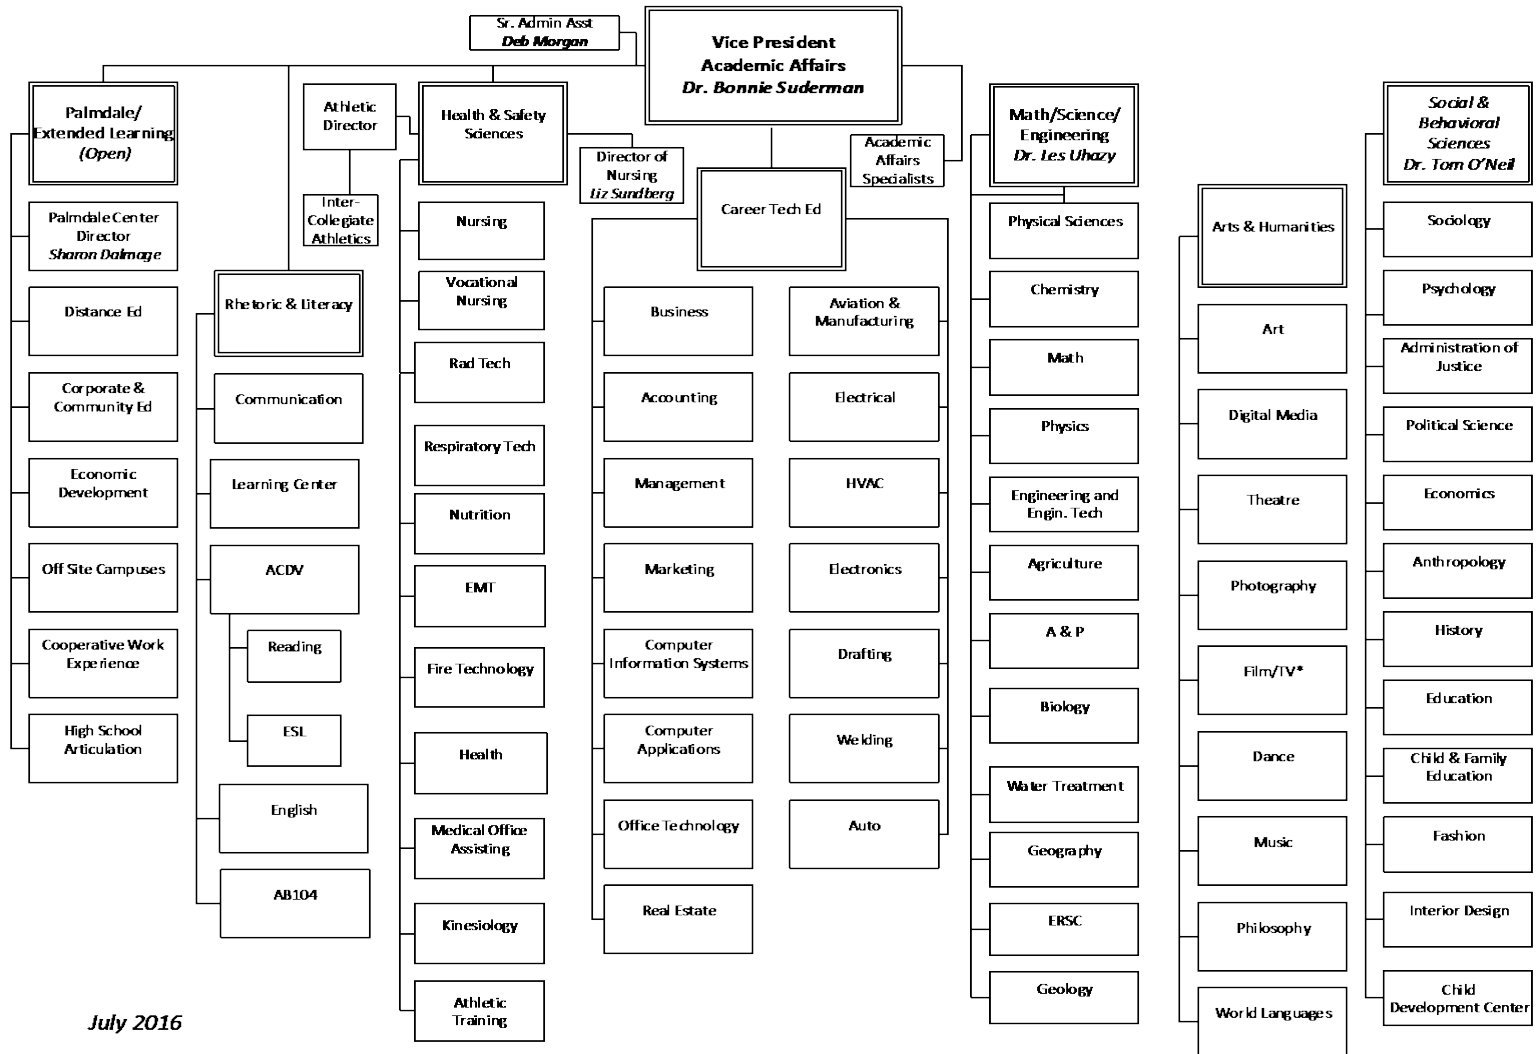 Sr. Admin Asst
Deb Morgan
Vice President
Academic Affairs
Dr. Bonnie Suderman
Palmdale/
Extended Learning
(Open)
Palmdale Center
Director
Sharon Dalmage
Distance Ed
Corporate &
Community Ed
Economic
Development
Off Site Campuses
Cooperative Work
Experience
High School
Articulation
Rhetoric & Literacy
Communication
Learning Center
ACDV
Reading
ESL
English
AB104
Athletic
Director
Inter-
Collegiate
Athletics
Health & Safety
Sciences
Director of
Nursing
Liz Sundberg
Nursing
Vocational
Nursing
Rad Tech
Respiratory Tech
Nutrition
EMT
Fire Technology
Health
Medical Office
Assisting
Kinesiology
Athletic
Training
Career Tech Ed
Business
Accounting
Management
Marketing
Computer
Information Systems
Computer
Applications
Office Technology
Real Estate
Aviation &
Manufacturing
Electrical
HVAC
Electronics
Drafting
Welding
Auto
Academic
Affairs
Specialists
Math/Science/
Engineering
Dr. Les Uhazy
Physical Sciences
Chemistry
Math
Physics
Engineering and
Engin. Tech
Agriculture
A & P
Biology
Water Treatment
Geography
ERSC
Geology
Arts & Humanities
Art
Digital Media
Theatre
Photography
Film/TV*
Dance
Music
Philosophy
World Languages
Social &
Behavioral
Sciences
Dr. Tom O'Neil
Sociology
Psychology
Administration of
Justice
Political Science
Economics
Anthropology
History
Education
Child & Family
Education
Fashion
Interior Design
Child
Development Center
July 2016